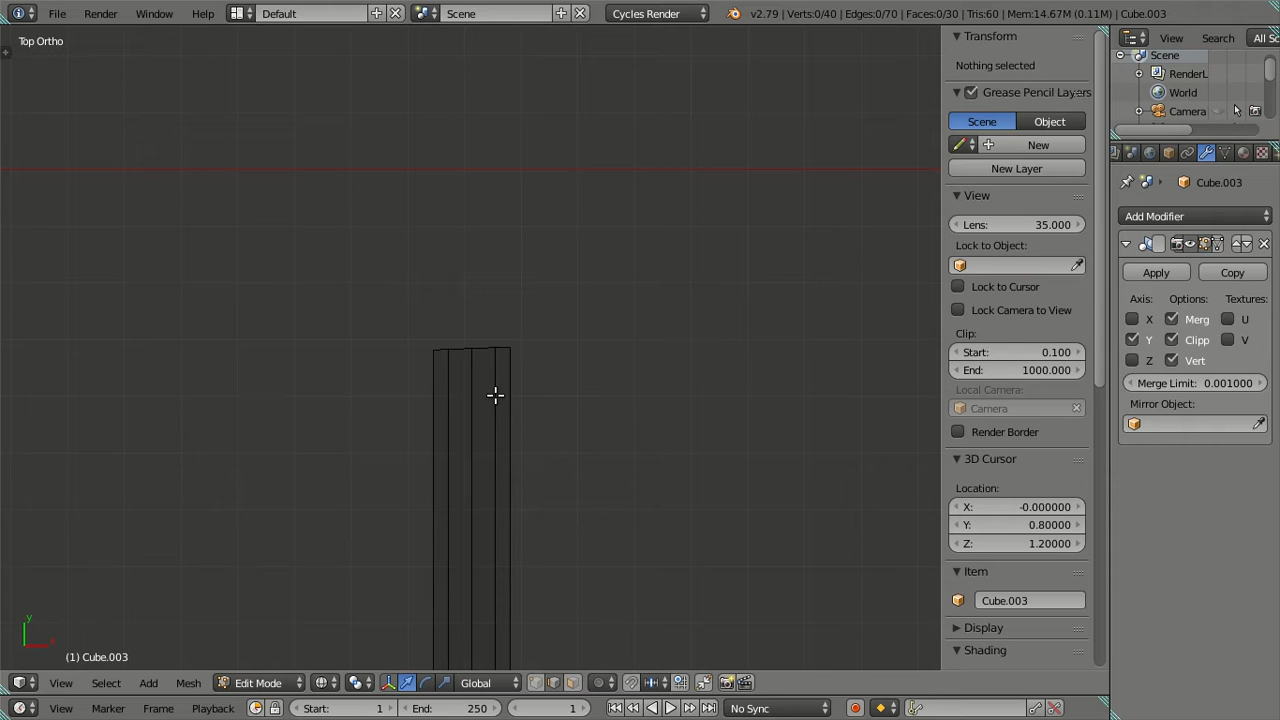 File Render Window Help Default Scene Cycles Render v2.79 | Verts:0/40 | Edges:0/70 | Faces:0/30 | Tris:60 | Mem:14.67M (0.11M) | Cube.003
Top Ortho
Transform
Nothing selected
Grease Pencil Layers
Scene Object
New
New Layer
View
Lens: 35.000
Lock to Object:
Lock to Cursor
Lock Camera to View
Clip:
Start: 0.100
End: 1000.000
Local Camera:
Camera
Render Border
3D Cursor
Location:
X: -0.000000
Y: 0.80000
Z: 1.20000
Item
Cube.003
Display
Shading
View Search All Sc
Scene
RenderL
World
Camera
Cube.003
Add Modifier
Apply Copy
Axis: Options: Textures:
X Merg U
Y Clipp V
Z Vert
Merge Limit: 0.001000
Mirror Object:
y
x
(1) Cube.003
View Select Add Mesh Edit Mode Global
View Marker Frame Playback Start: 1 End: 250 1 No Sync